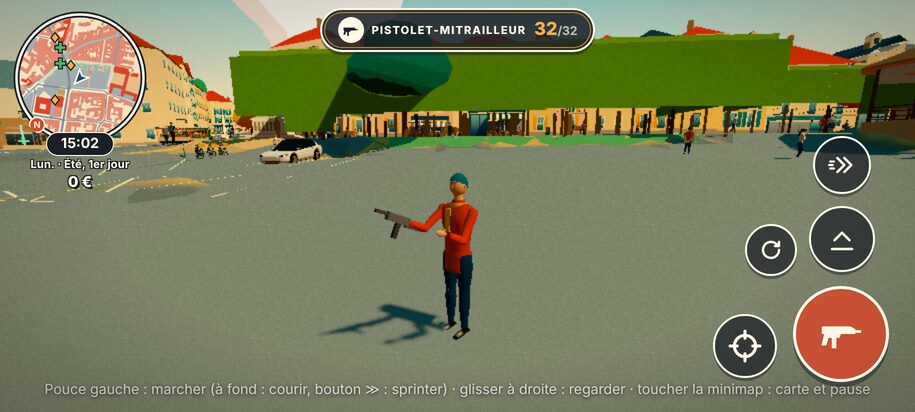 PISTOLET-MITRAILLEUR 32/32
N
15:02
Lun. · Été, 1er jour
0 €
Pouce gauche : marcher (à fond : courir, bouton ≫ : sprinter) · glisser à droite : regarder · toucher la minimap : carte et pause